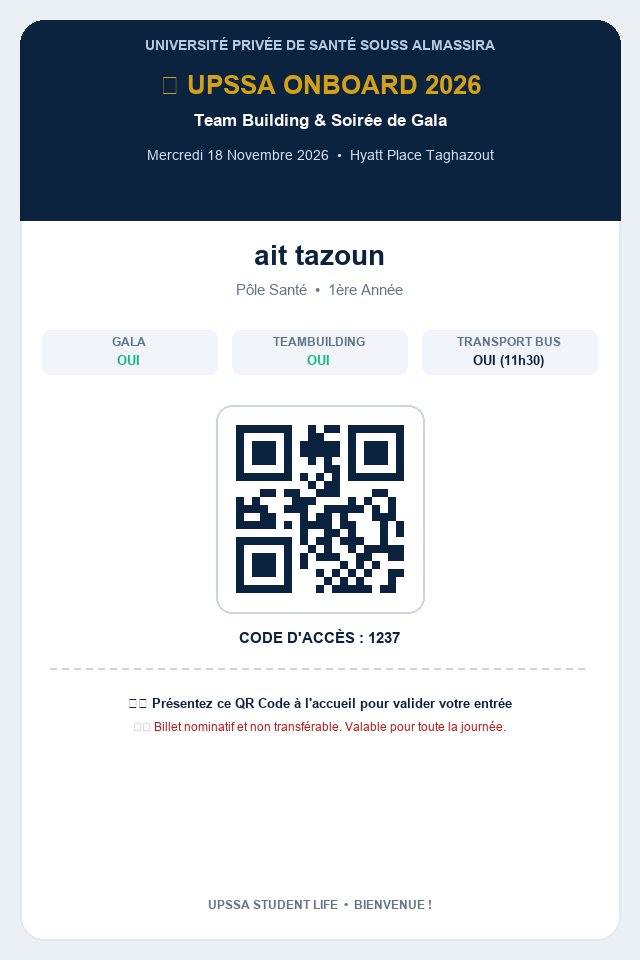 UNIVERSITÉ PRIVÉE DE SANTÉ SOUSS ALMASSIRA
UPSSA ONBOARD 2026
Team Building & Soirée de Gala
Mercredi 18 Novembre 2026 • Hyatt Place Taghazout
ait tazoun
Pôle Santé • 1ère Année
GALA
OUI
TEAMBUILDING
OUI
TRANSPORT BUS
OUI (11h30)
CODE D'ACCÈS : 1237
Présentez ce QR Code à l'accueil pour valider votre entrée
Billet nominatif et non transférable. Valable pour toute la journée.
UPSSA STUDENT LIFE • BIENVENUE !